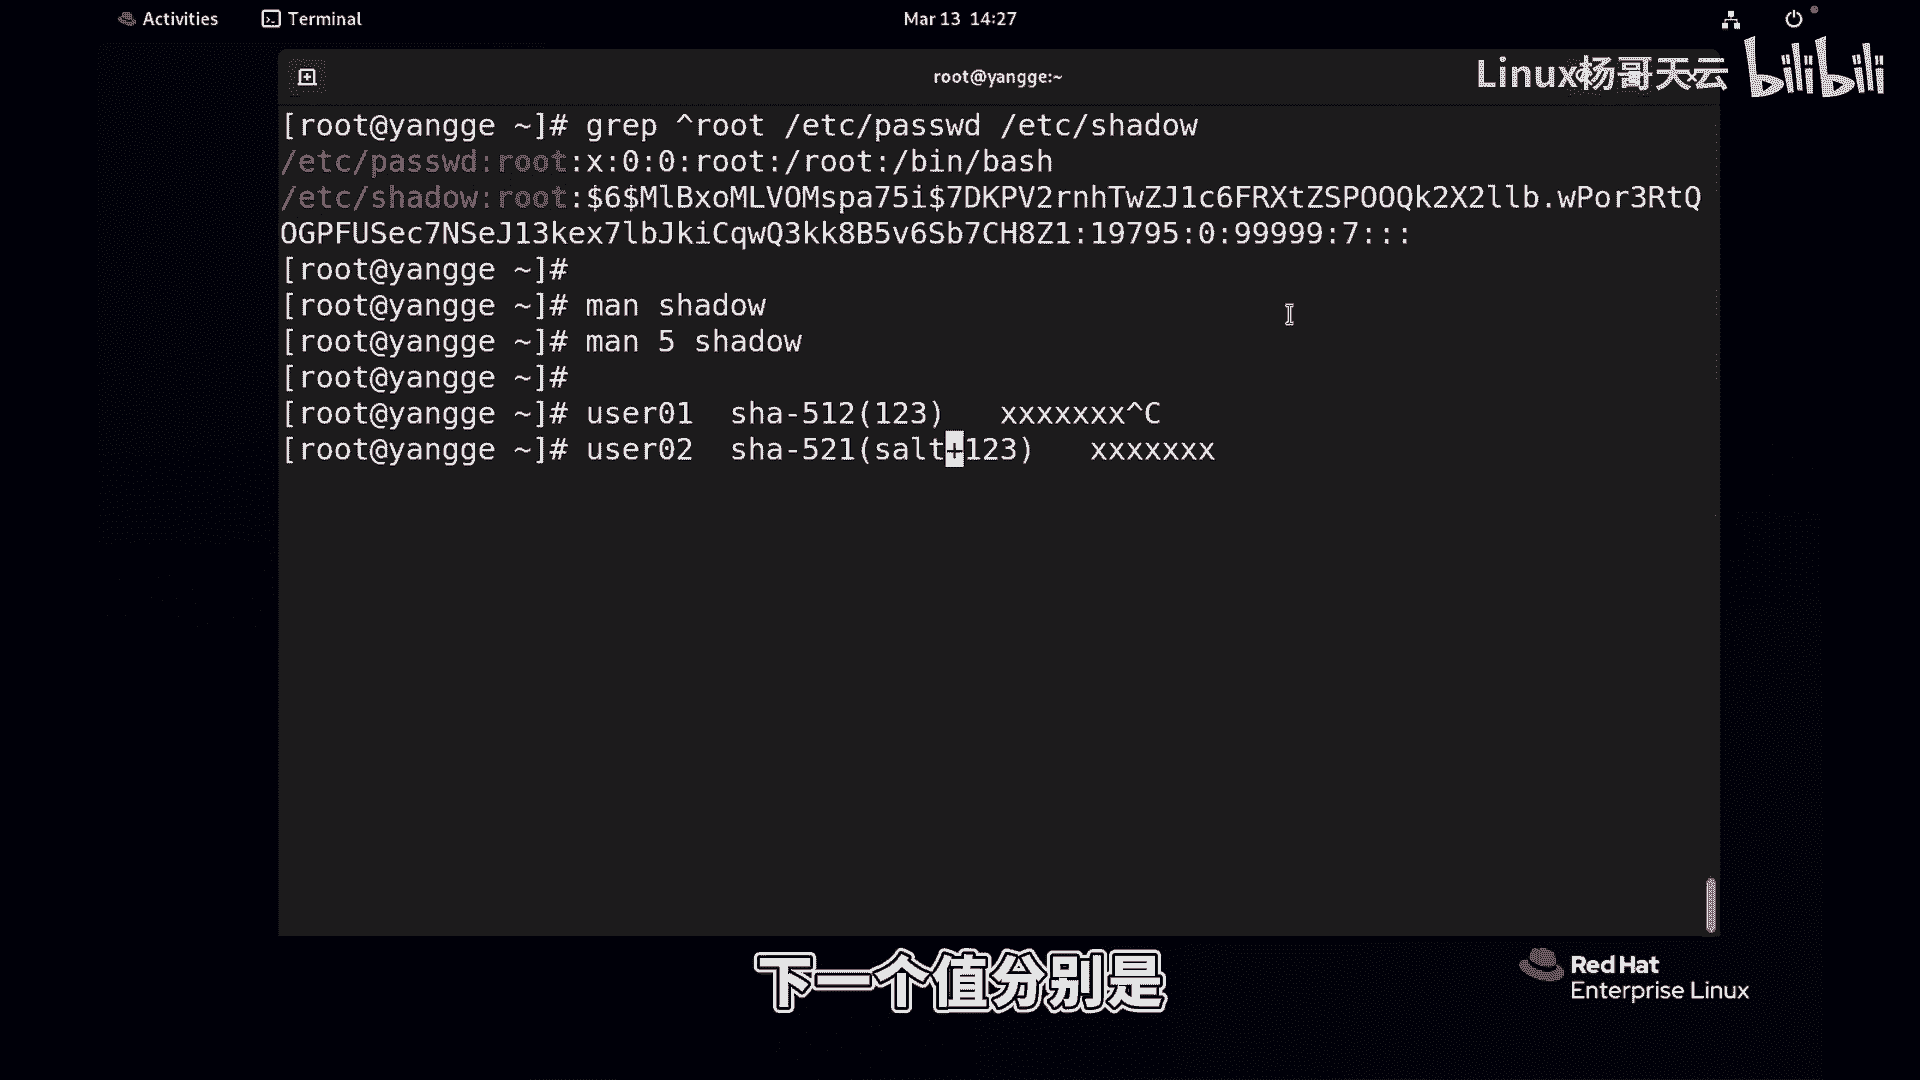 Activities Terminal Mar 13 14:27
root@yangge:~
Linux杨哥天云 bilibili
[root@yangge ~]# grep ^root /etc/passwd /etc/shadow
/etc/passwd:root:x:0:0:root:/root:/bin/bash
/etc/shadow:root:$6$MlBxoMLVOMspa75i$7DKPV2rnhTwZJ1c6FRXtZSPOOQk2X2llb.wPor3RtQ
OGPFUSec7NSeJ13kex7lbJkiCqwQ3kk8B5v6Sb7CH8Z1:19795:0:99999:7:::
[root@yangge ~]#
[root@yangge ~]# man shadow
[root@yangge ~]# man 5 shadow
[root@yangge ~]#
[root@yangge ~]# user01  sha-512(123)   xxxxxxx^C
[root@yangge ~]# user02  sha-521(salt+123)   xxxxxxx
下一个值分别是
Red Hat
Enterprise Linux